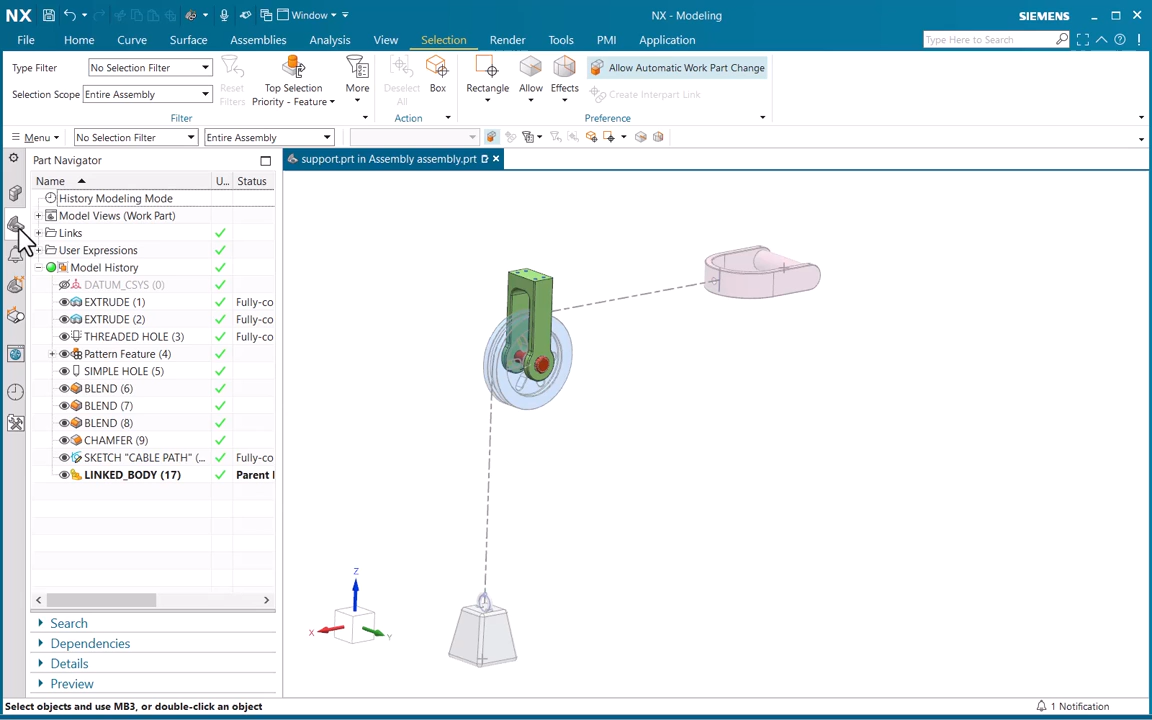 NX Window NX - Modeling SIEMENS
File Home Curve Surface Assemblies Analysis View Selection Render Tools PMI Application Type Here to Search
Type Filter No Selection Filter
Selection Scope Entire Assembly
Reset
Filters
Top Selection
Priority - Feature
More
Filter
Deselect
All
Box
Action
Rectangle
Allow
Effects
Allow Automatic Work Part Change
Create Interpart Link
Preference
Menu No Selection Filter Entire Assembly
Part Navigator
support.prt in Assembly assembly.prt
Name U... Status
History Modeling Mode
Model Views (Work Part)
Links
User Expressions
Model History
DATUM_CSYS (0)
EXTRUDE (1) Fully-co
EXTRUDE (2) Fully-co
THREADED HOLE (3) Fully-co
Pattern Feature (4)
SIMPLE HOLE (5)
BLEND (6)
BLEND (7)
BLEND (8)
CHAMFER (9)
SKETCH "CABLE PATH" (... Fully-co
LINKED_BODY (17) Parent
Z
X
Y
Search
Dependencies
Details
Preview
Select objects and use MB3, or double-click an object
1 Notification